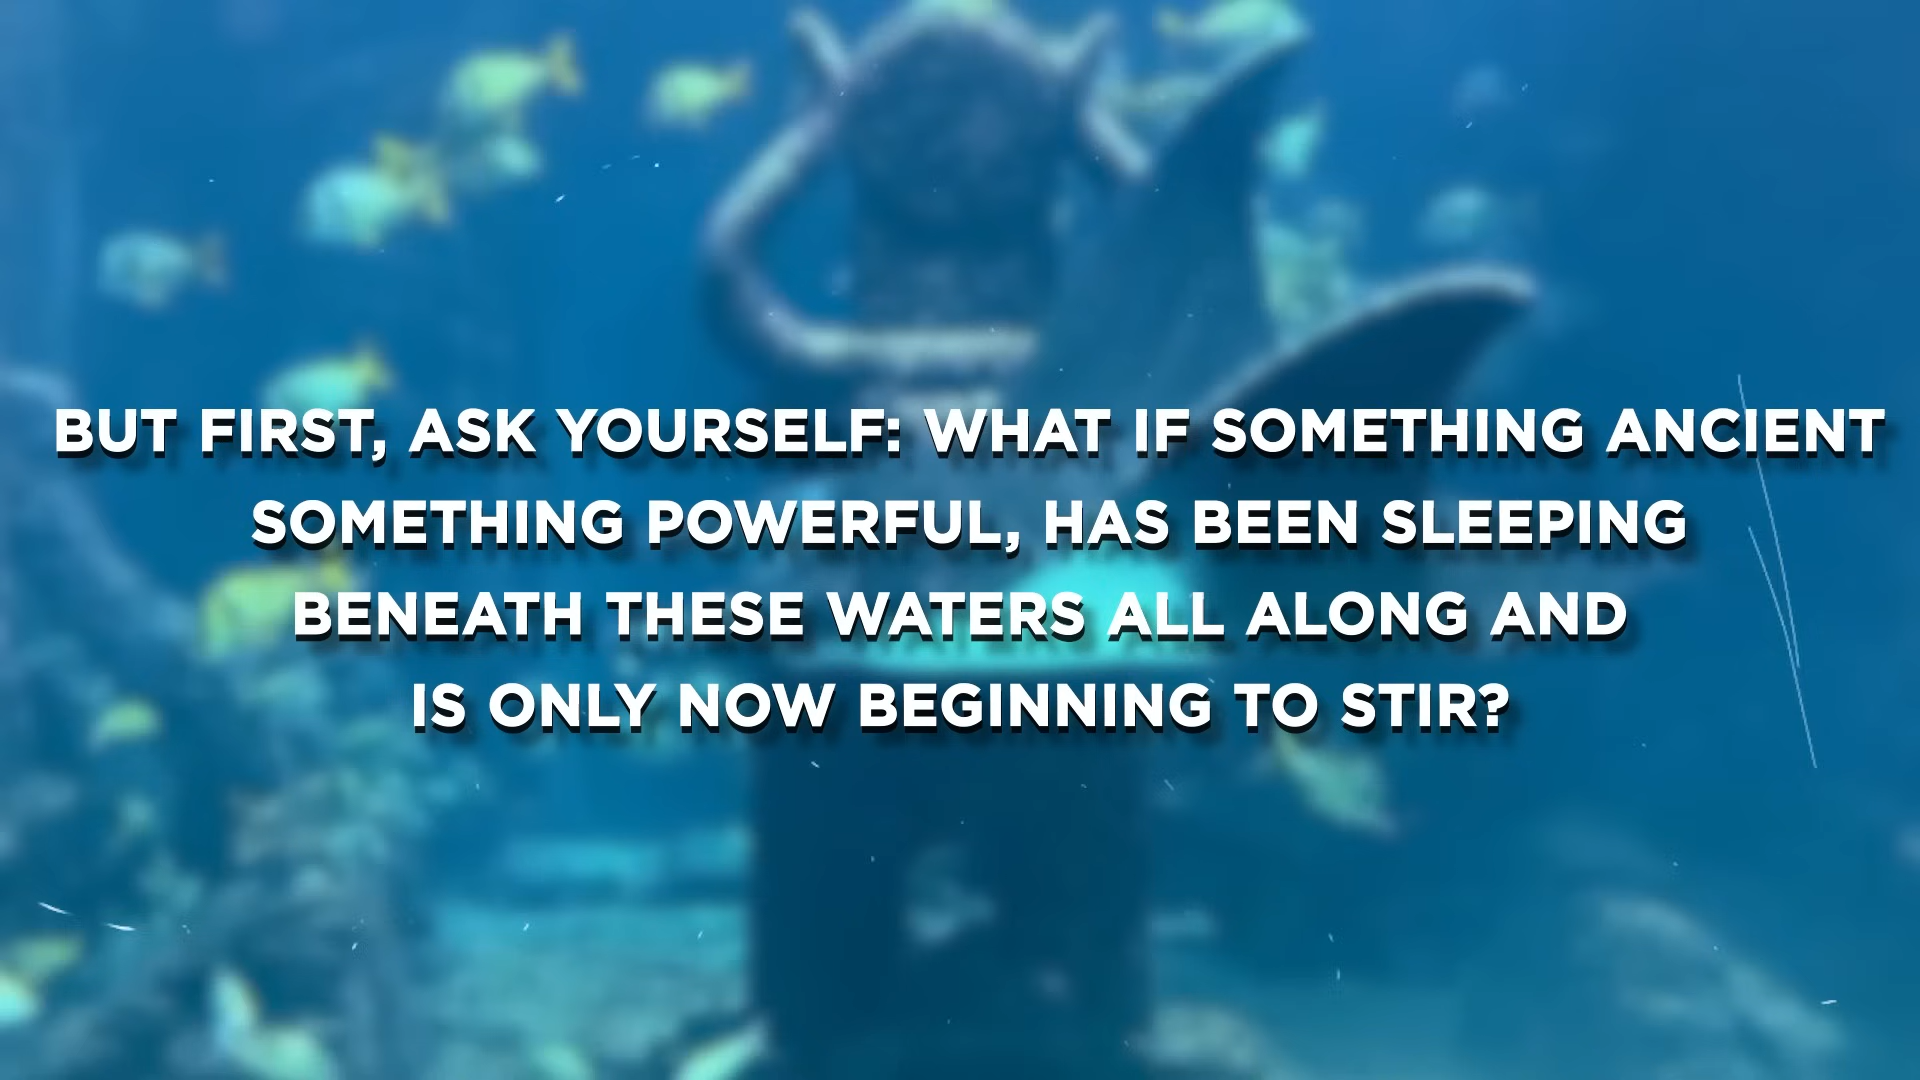 BUT FIRST, ASK YOURSELF: WHAT IF SOMETHING ANCIENT
SOMETHING POWERFUL, HAS BEEN SLEEPING
BENEATH THESE WATERS ALL ALONG AND
IS ONLY NOW BEGINNING TO STIR?